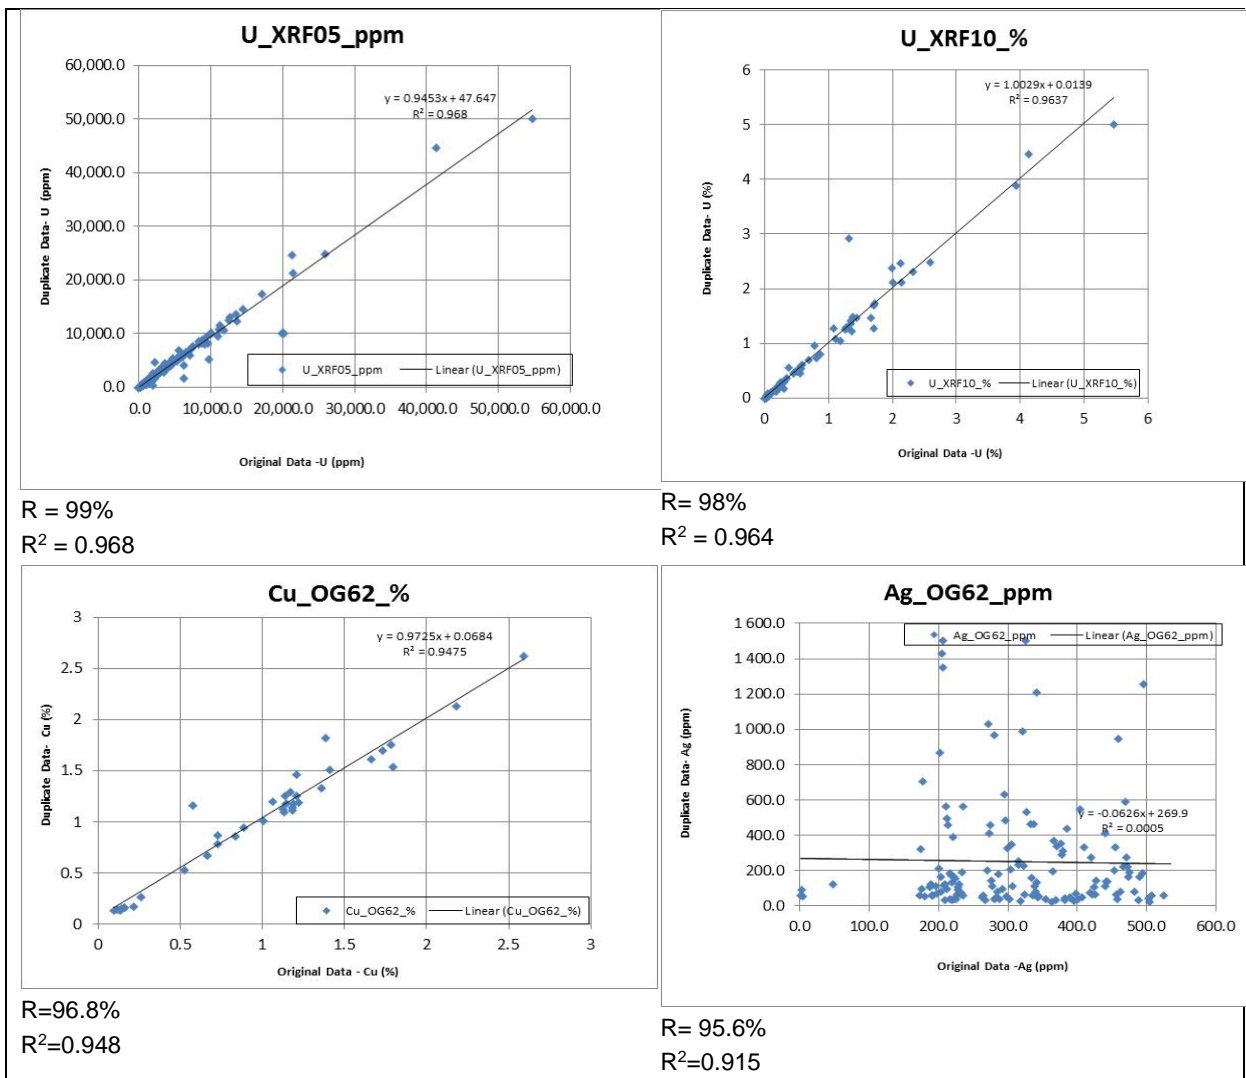 U_XRF05_ppm
60,000.0
50,000.0
40,000.0
30,000.0
20,000.0
10,000.0
0.0
Duplicate Data- U (ppm)
y = 0.9453x + 47.647
R² = 0.968
U_XRF05_ppm
Linear (U_XRF05_ppm)
0.0 10,000.0 20,000.0 30,000.0 40,000.0 50,000.0 60,000.0
Original Data -U (ppm)
R = 99%
R² = 0.968
U_XRF10_%
6
5
4
3
2
1
0
Duplicate Data- U (%)
y = 1.0029x + 0.0139
R² = 0.9637
U_XRF10_%
Linear (U_XRF10_%)
0 1 2 3 4 5 6
Original Data -U (%)
R= 98%
R² = 0.964
Cu_OG62_%
3
2.5
2
1.5
1
0.5
0
Duplicate Data- Cu (%)
y = 0.9725x + 0.0684
R² = 0.9475
Cu_OG62_%
Linear (Cu_OG62_%)
0 0.5 1 1.5 2 2.5 3
Original Data - Cu (%)
R=96.8%
R²=0.948
Ag_OG62_ppm
1 600.0
1 400.0
1 200.0
1 000.0
800.0
600.0
400.0
200.0
0.0
Duplicate Data- Ag (ppm)
Ag_OG62_ppm
Linear (Ag_OG62_ppm)
y = -0.0626x + 269.9
R² = 0.0005
0.0 100.0 200.0 300.0 400.0 500.0 600.0
Original Data -Ag (ppm)
R= 95.6%
R²=0.915